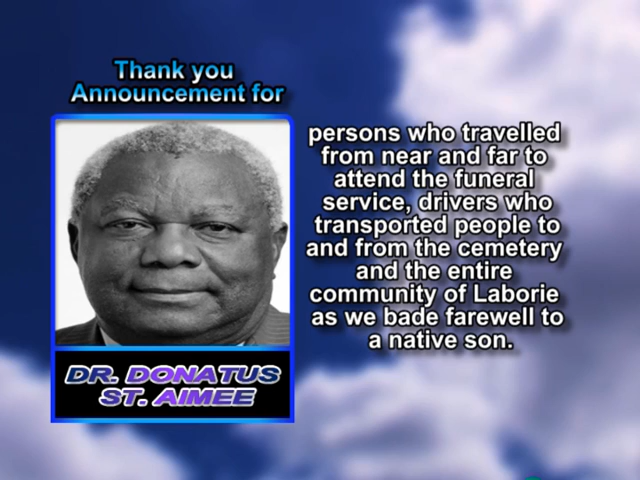 Thank you
Announcement for
persons who travelled
from near and far to
attend the funeral
service, drivers who
transported people to
and from the cemetery
and the entire
community of Laborie
as we bade farewell to
a native son.
DR. DONATUS
ST. AIMEE